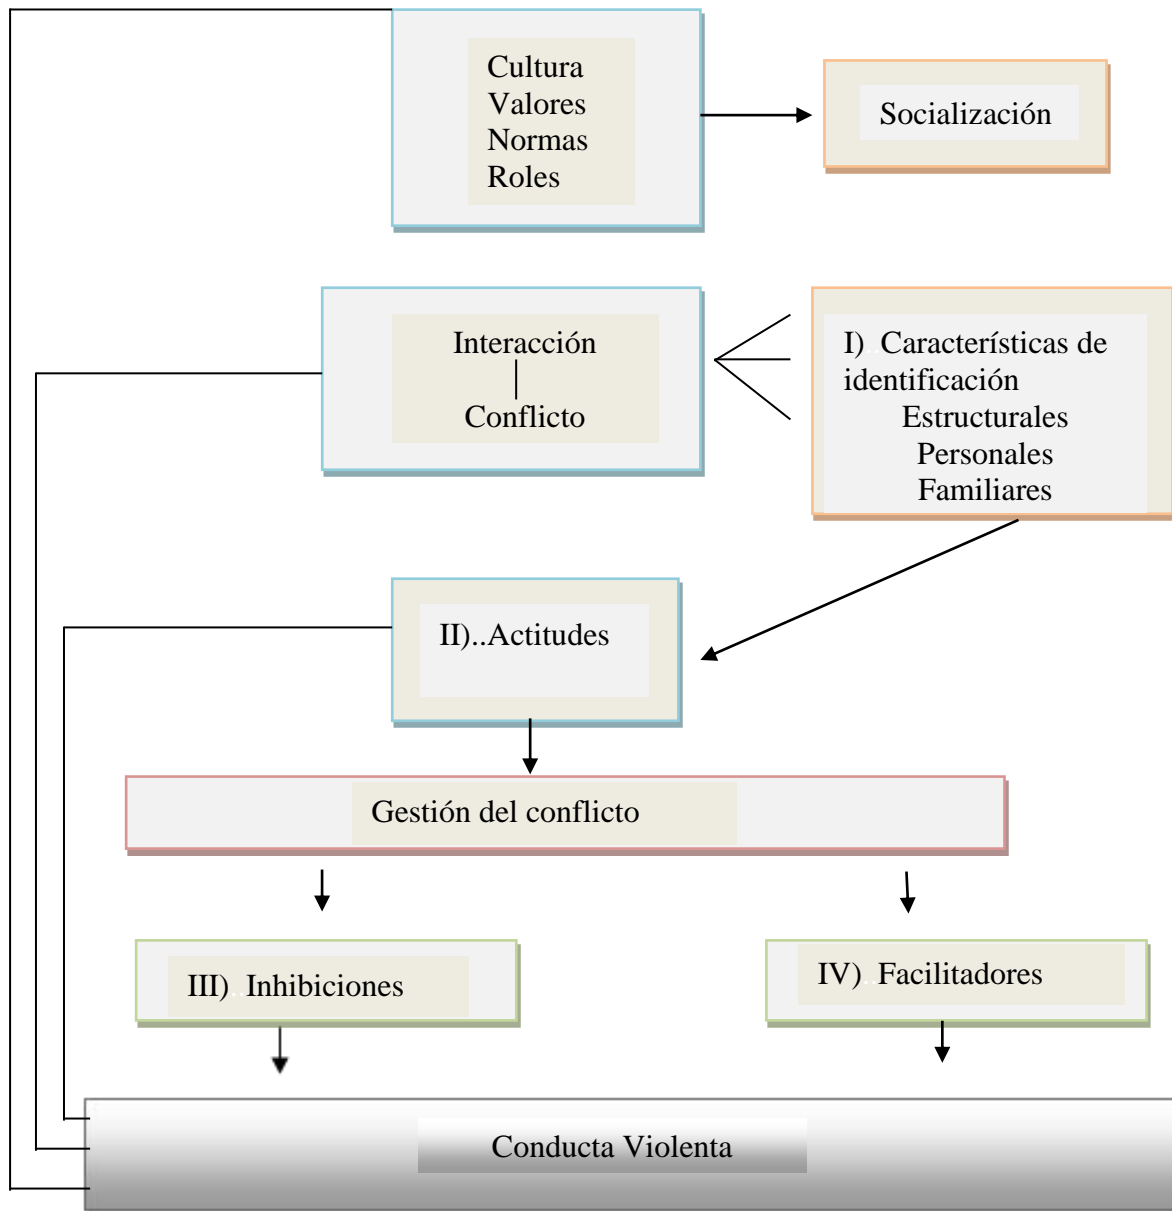 Cultura
Valores
Normas
Roles
Socialización
Interacción
Conflicto
I)..Características de
identificación
Estructurales
Personales
Familiares
II)..Actitudes
Gestión del conflicto
III)..Inhibiciones
IV)..Facilitadores
Conducta Violenta